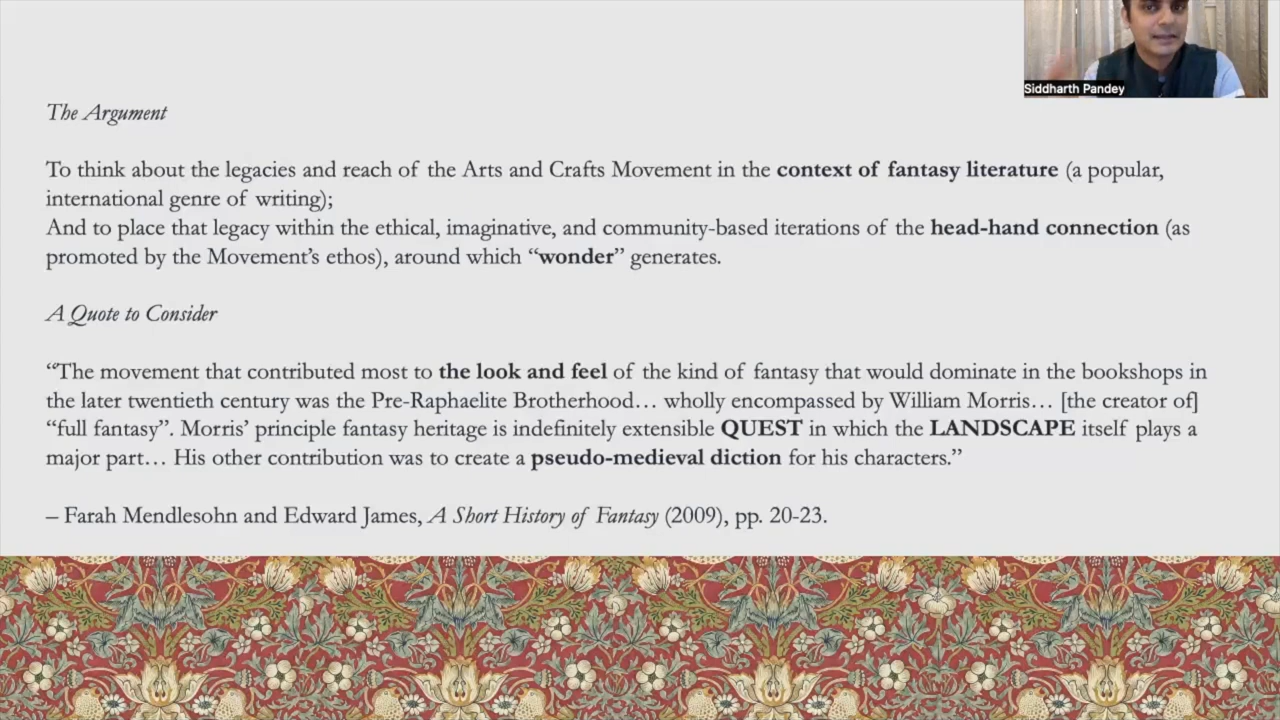 Siddharth Pandey
The Argument
To think about the legacies and reach of the Arts and Crafts Movement in the context of fantasy literature (a popular,
international genre of writing);
And to place that legacy within the ethical, imaginative, and community-based iterations of the head-hand connection (as
promoted by the Movement’s ethos), around which “wonder” generates.
A Quote to Consider
“The movement that contributed most to the look and feel of the kind of fantasy that would dominate in the bookshops in
the later twentieth century was the Pre-Raphaelite Brotherhood… wholly encompassed by William Morris… [the creator of]
“full fantasy”. Morris’ principle fantasy heritage is indefinitely extensible QUEST in which the LANDSCAPE itself plays a
major part… His other contribution was to create a pseudo-medieval diction for his characters.”
– Farah Mendlesohn and Edward James, A Short History of Fantasy (2009), pp. 20-23.